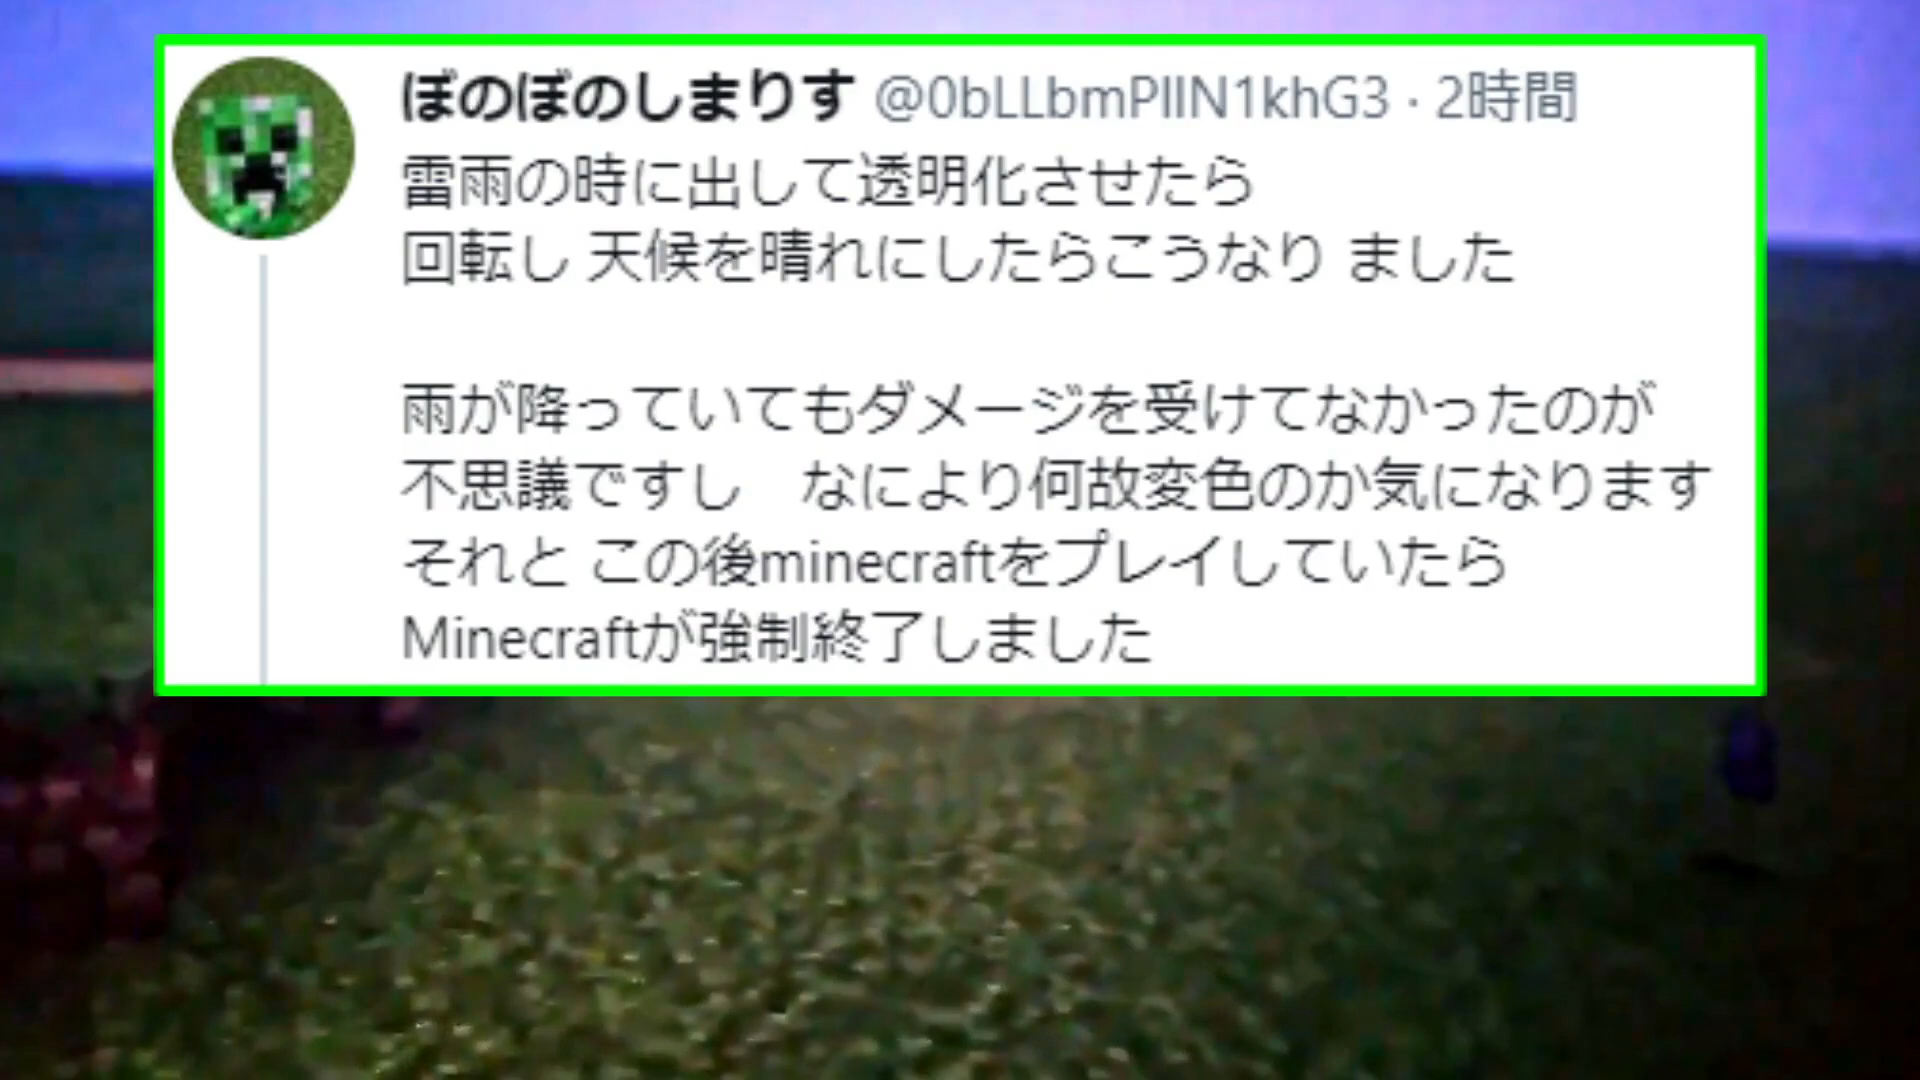 ぼのぼのしまりす @0bLLbmPIlN1khG3 · 2時間
雷雨の時に出して透明化させたら
回転し 天候を晴れにしたらこうなり ました
雨が降っていてもダメージを受けてなかったのが
不思議ですし　なにより何故変色のか気になります
それと この後minecraftをプレイしていたら
Minecraftが強制終了しました